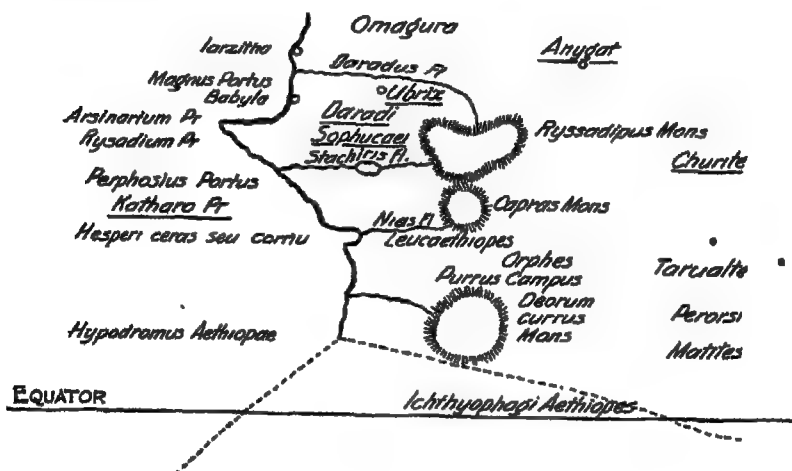 Omagura
Iarzitha
Anygat
Daradus Fl
Magnus Portus
Babyla
Ubrix
Arsinarium Pr
Daradi
Rysadium Pr
Sophucaei
Ryssadipus Mons
Stachiris Fl.
Churite
Perphosius Portus
Katharo Pr
Nias Fl
Capras Mons
Hesperi ceras seu cornu
Leucaethiopes
Orphes
Purrus Campus
Tarualte
Deorum
currus
Mons
Perorsi
Hypodromus Aethiopae
Matites
EQUATOR
Ichthyophagi Aethiopes